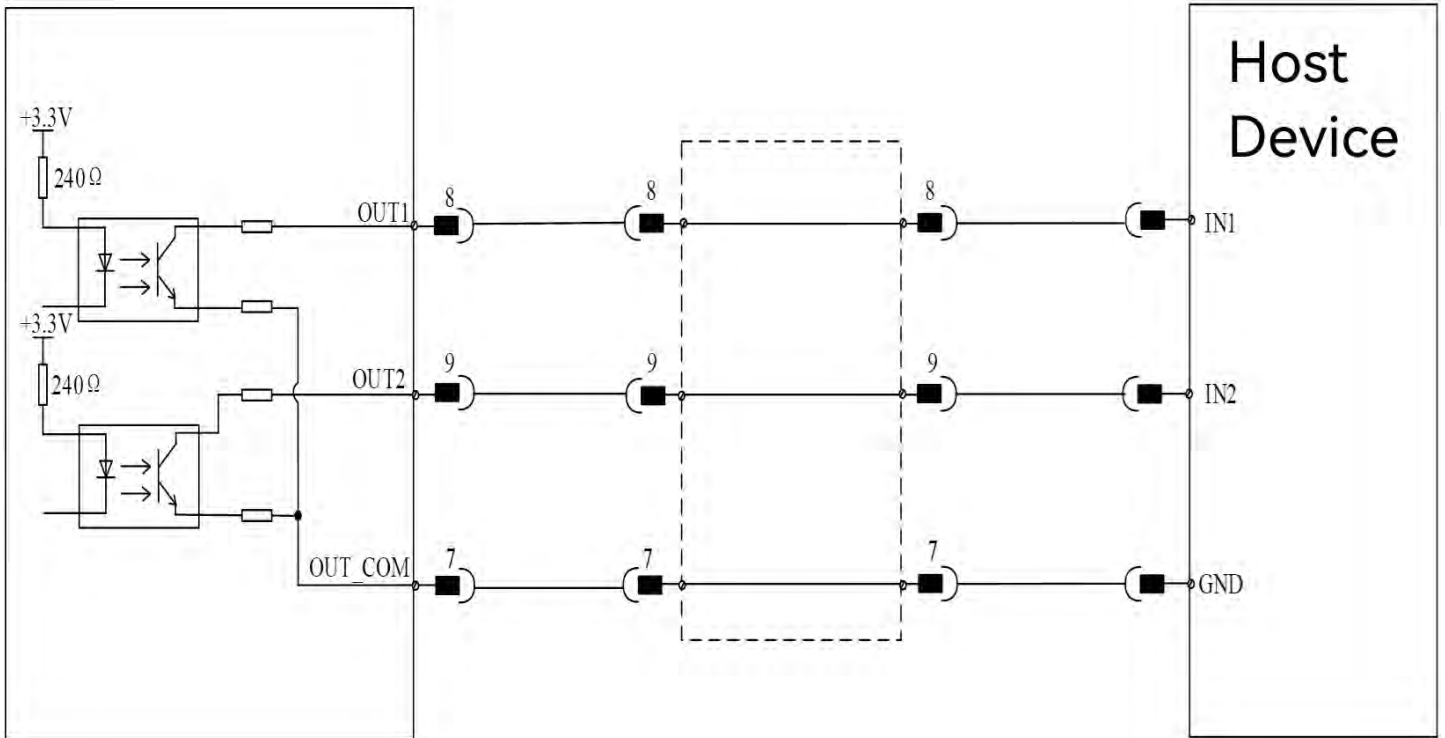 Host
Device
+3.3V
240Ω
OUT1
8
8
8
IN1
+3.3V
240Ω
OUT2
9
9
9
IN2
OUT_COM
7
7
7
GND